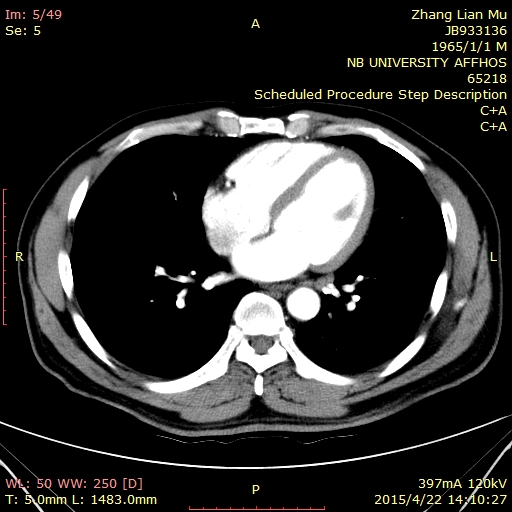 Im: 5/49
Se: 5
A
Zhang Lian Mu
JB933136
1965/1/1 M
NB UNIVERSITY AFFHOS
65218
Scheduled Procedure Step Description
C+A
C+A
R
L
WL: 50 WW: 250 [D]
T: 5.0mm L: 1483.0mm
P
397mA 120kV
2015/4/22 14:10:27